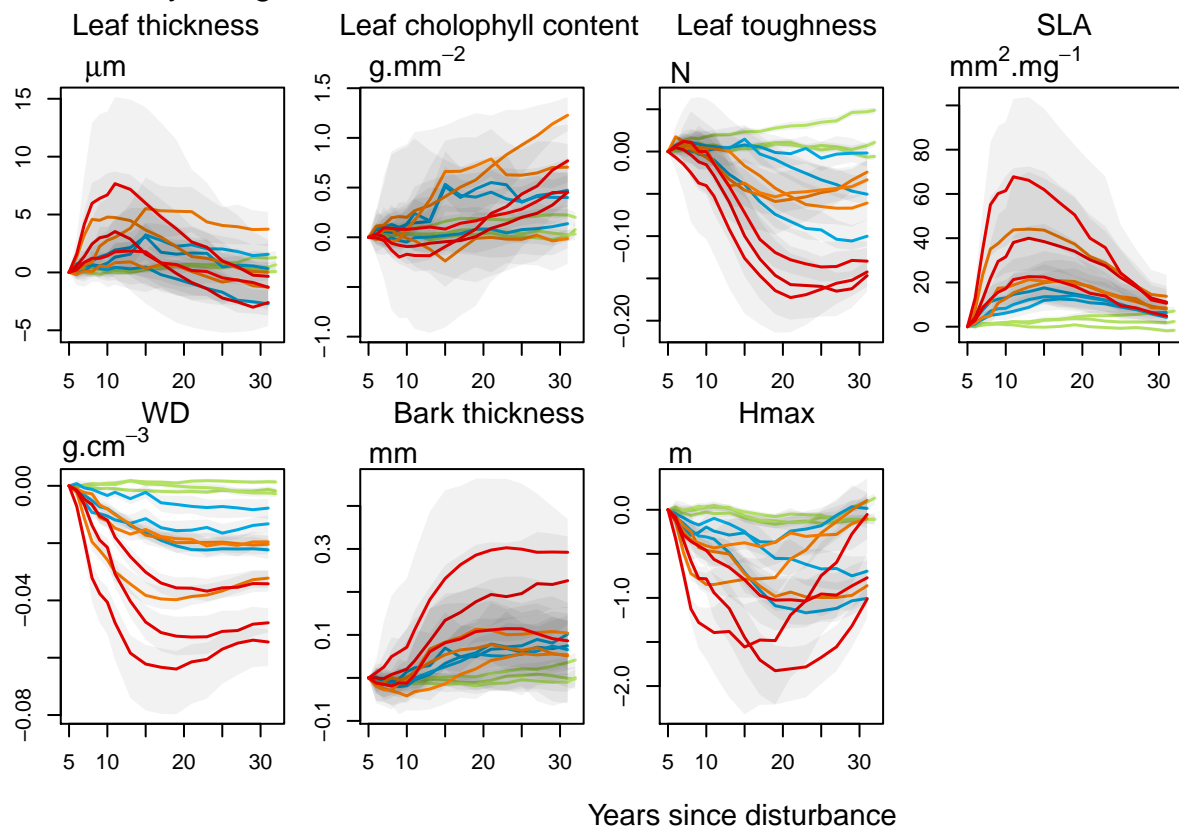 Leaf thickness Leaf cholophyll content Leaf toughness SLA
μm g.mm−2 N mm2.mg−1
15 10 5 0 −5
1.5 1.0 0.5 0.0 −1.0
0.00 −0.10 −0.20
80 60 40 20 0
5 10 20 30 5 10 20 30 5 10 20 30 5 10 20 30
WD Bark thickness Hmax
g.cm−3 mm m
0.00 −0.04 −0.08
0.3 0.1 −0.1
0.0 −1.0 −2.0
5 10 20 30 5 10 20 30 5 10 20 30
Years since disturbance